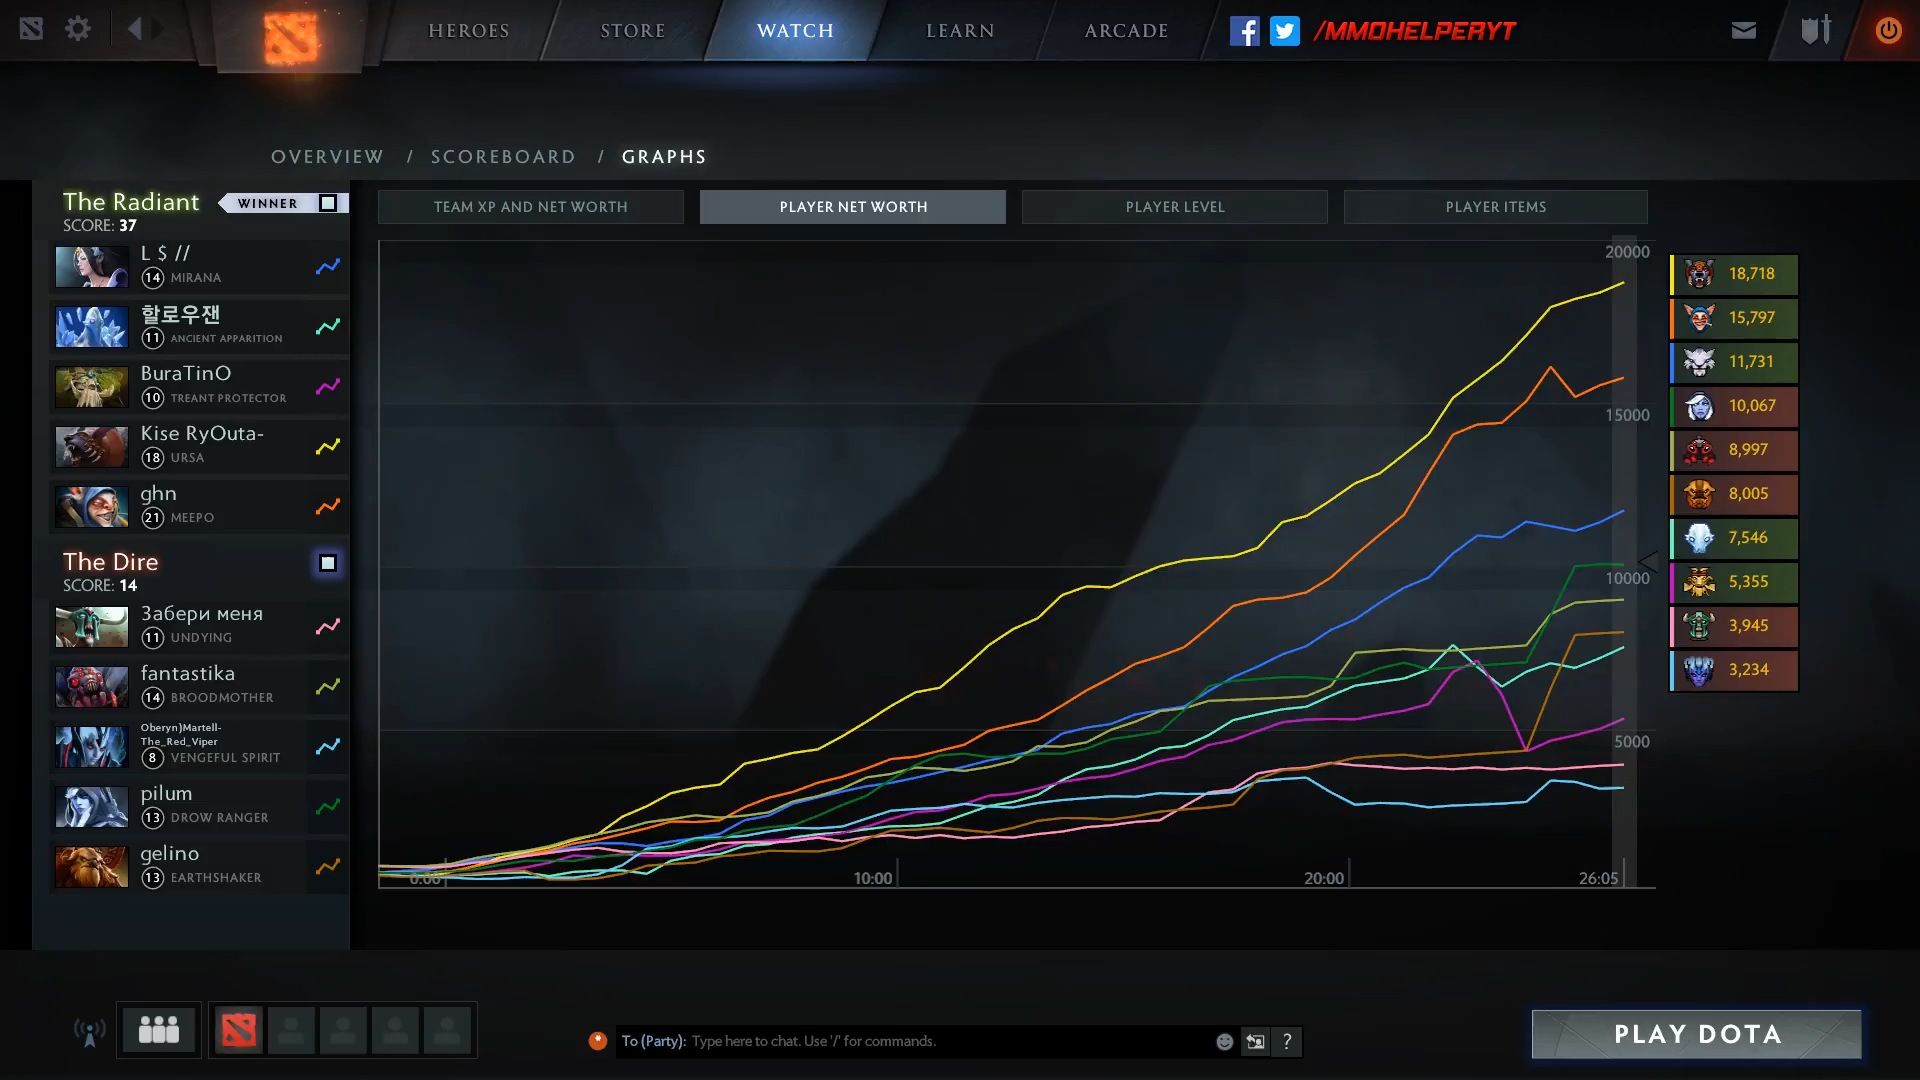 HEROES
STORE
WATCH
LEARN
ARCADE
/MMOHELPERYT
OVERVIEW / SCOREBOARD / GRAPHS
The Radiant
WINNER
SCORE: 37
L $ //
14 MIRANA
할로우잰
11 ANCIENT APPARITION
BuraTinO
10 TREANT PROTECTOR
Kise RyOuta-
18 URSA
ghn
21 MEEPO
The Dire
SCORE: 14
Забери меня
11 UNDYING
fantastika
14 BROODMOTHER
Oberyn)Martell-
The_Red_Viper
8 VENGEFUL SPIRIT
pilum
13 DROW RANGER
gelino
13 EARTHSHAKER
TEAM XP AND NET WORTH
PLAYER NET WORTH
PLAYER LEVEL
PLAYER ITEMS
20000
15000
10000
5000
0:00
10:00
20:00
26:05
18,718
15,797
11,731
10,067
8,997
8,005
7,546
5,355
3,945
3,234
To (Party): Type here to chat. Use '/' for commands.
?
PLAY DOTA